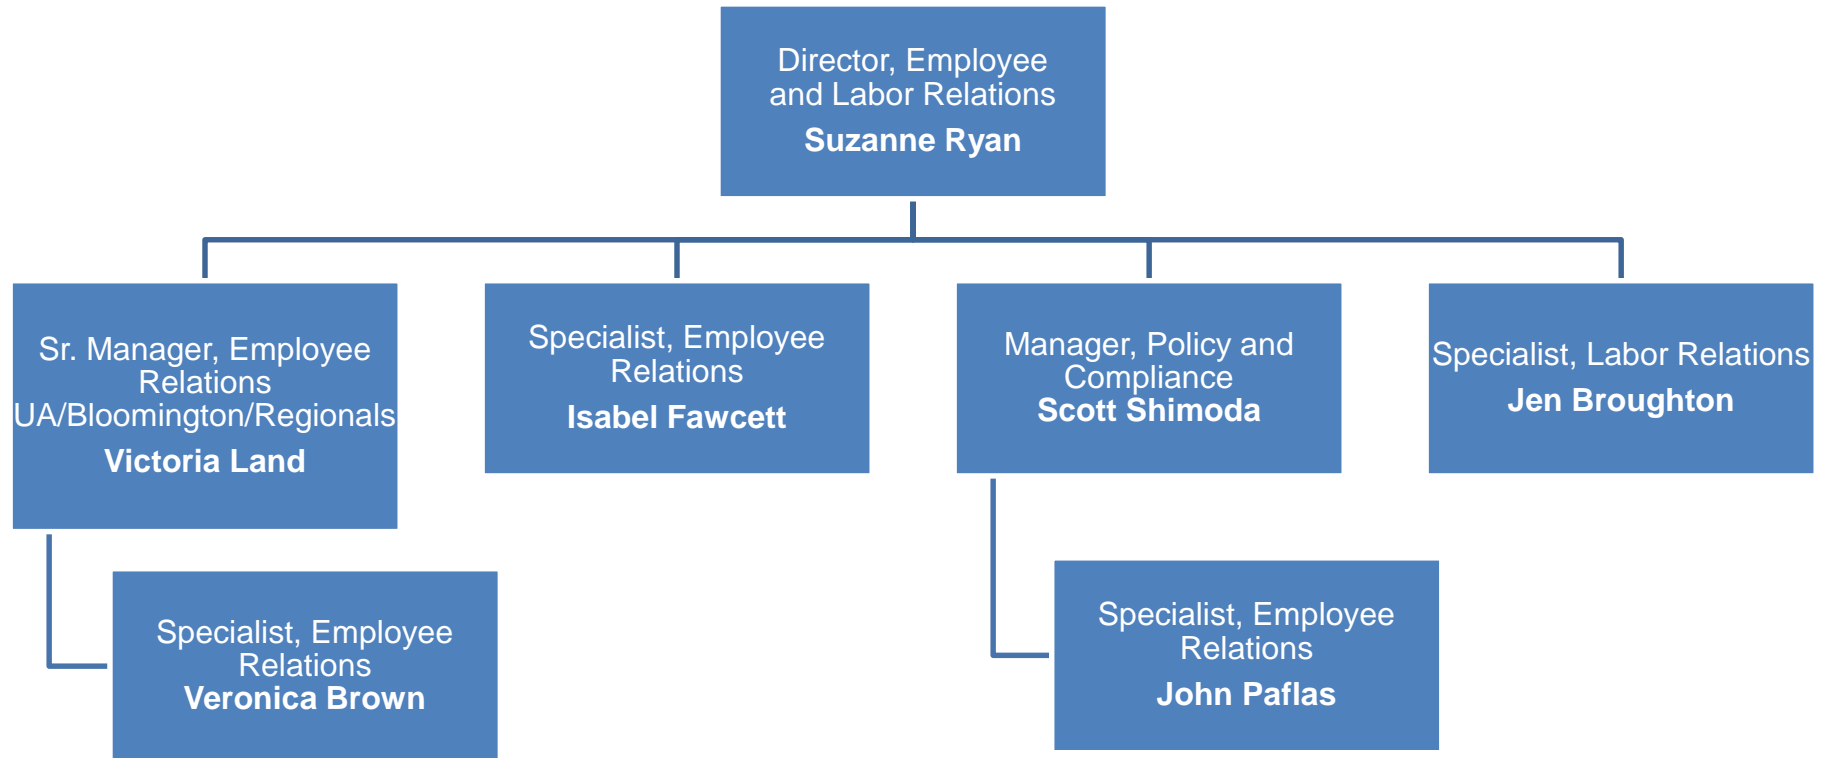 Director, Employee
and Labor Relations
Suzanne Ryan
Sr. Manager, Employee
Relations
UA/Bloomington/Regionals
Victoria Land
Specialist, Employee
Relations
Isabel Fawcett
Manager, Policy and
Compliance
Scott Shimoda
Specialist, Labor Relations
Jen Broughton
Specialist, Employee
Relations
Veronica Brown
Specialist, Employee
Relations
John Paflas